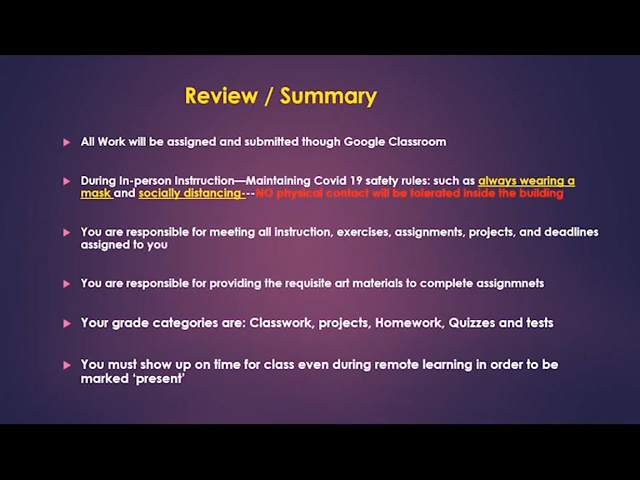 Review / Summary
All Work will be assigned and submitted though Google Classroom
During In-person Instrruction—Maintaining Covid 19 safety rules: such as always wearing a
mask and socially distancing---NO physical contact will be tolerated inside the building
You are responsible for meeting all instruction, exercises, assignments, projects, and deadlines
assigned to you
You are responsible for providing the requisite art materials to complete assignmnets
Your grade categories are: Classwork, projects, Homework, Quizzes and tests
You must show up on time for class even during remote learning in order to be
marked ‘present’